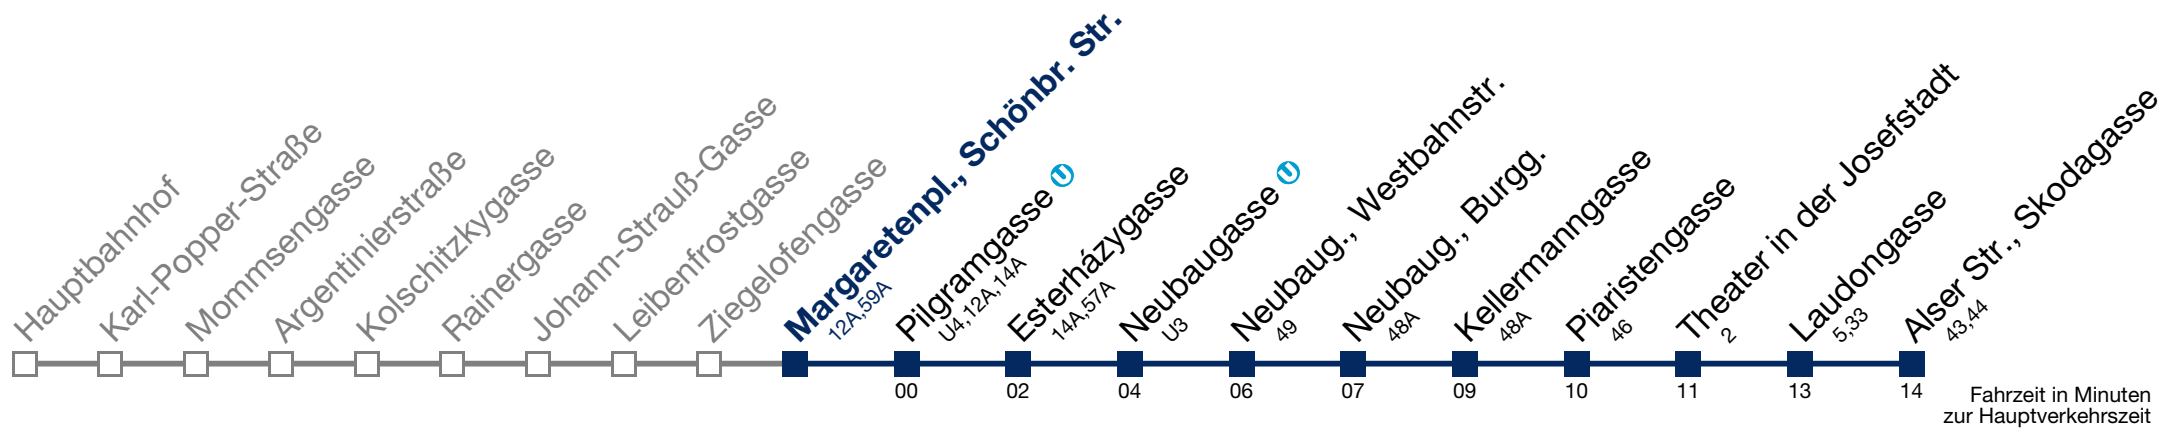 Hauptbahnhof
Karl-Popper-Straße
Mommsengasse
Argentinierstraße
Kolschitzkygasse
Rainergasse
Johann-Strauß-Gasse
Leibenfrostgasse
Ziegelofengasse
Margaretenpl., Schönbr. Str.
12A,59A
Pilgramgasse U
U4,12A,14A
00
Esterházygasse
14A,57A
02
Neubaugasse U
U3
04
Neubaug., Westbahnstr.
49
06
Neubaug., Burgg.
48A
07
Kellermanngasse
48A
09
Piaristengasse
46
10
Theater in der Josefstadt
2
11
Laudongasse
5,33
13
Alser Str., Skodagasse
43,44
14
Fahrzeit in Minuten
zur Hauptverkehrszeit